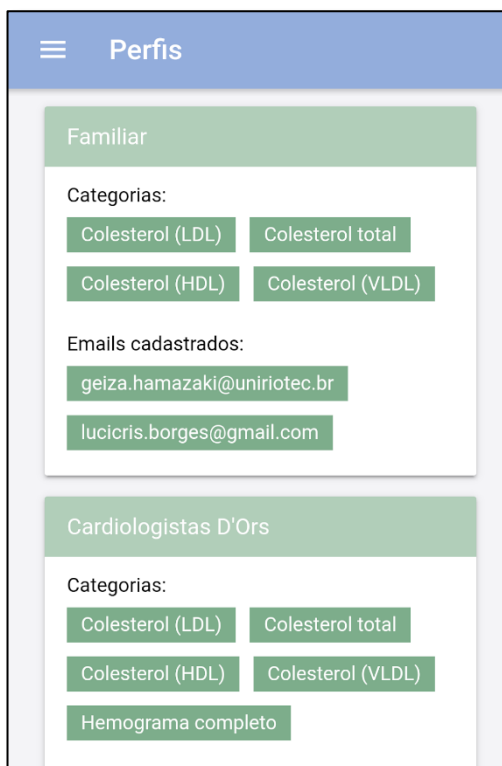 Perfis
Familiar
Categorias:
Colesterol (LDL) Colesterol total
Colesterol (HDL) Colesterol (VLDL)
Emails cadastrados:
geiza.hamazaki@uniriotec.br
lucicris.borges@gmail.com
Cardiologistas D'Ors
Categorias:
Colesterol (LDL) Colesterol total
Colesterol (HDL) Colesterol (VLDL)
Hemograma completo